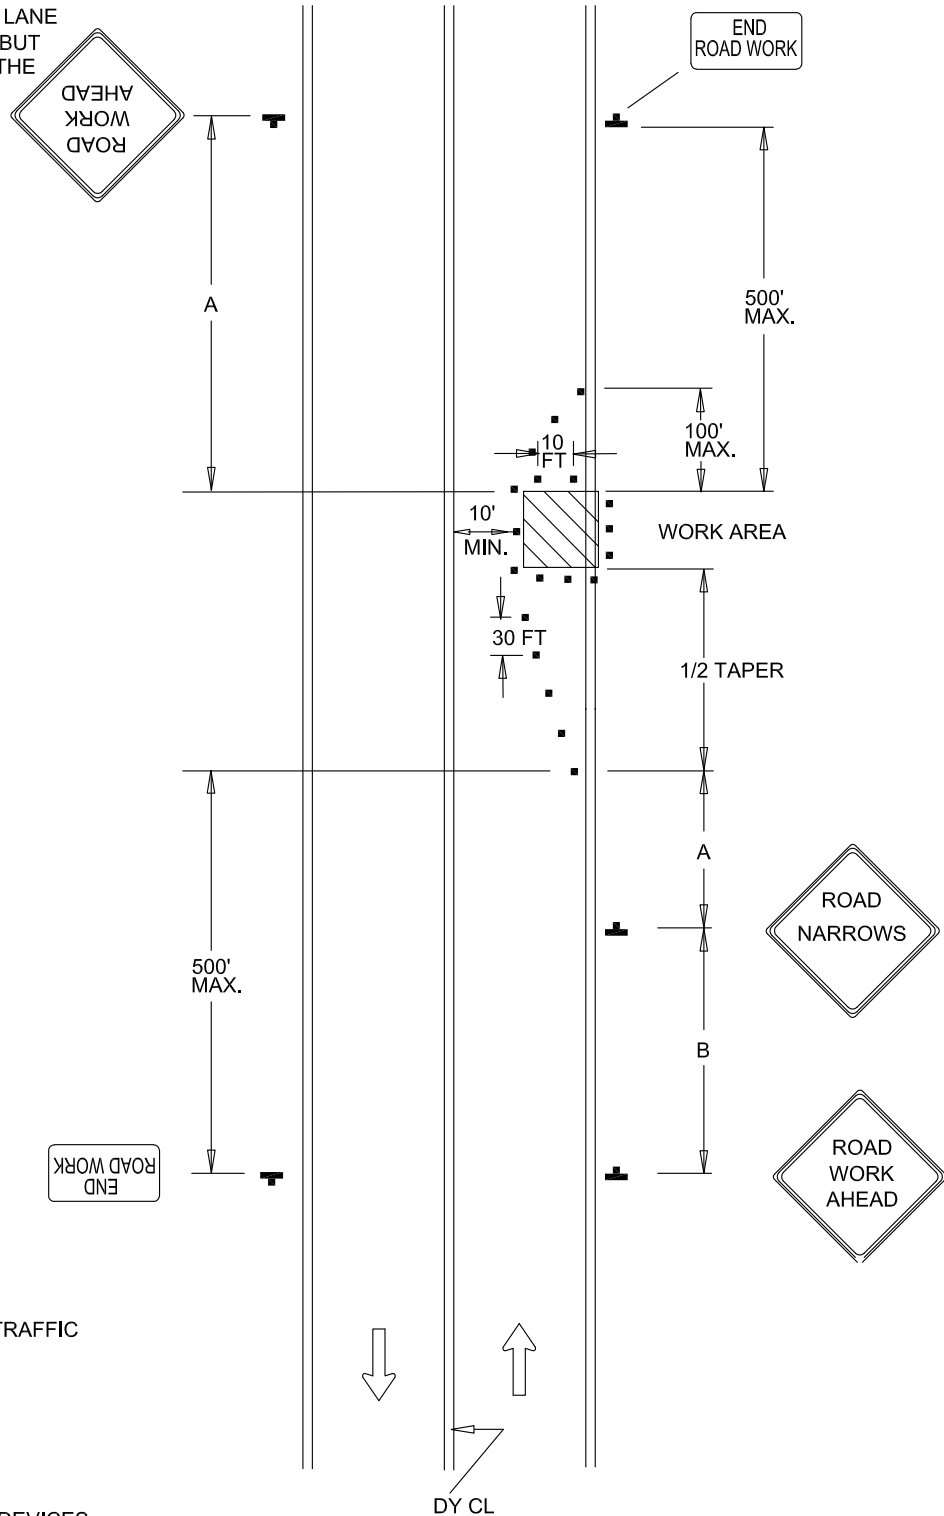 LANE
BUT
THE
ROAD
WORK
AHEAD
END
ROAD WORK
A
500'
MAX.
100'
MAX.
10
FT
10'
MIN.
WORK AREA
30 FT
1/2 TAPER
A
ROAD
NARROWS
500'
MAX.
B
END
ROAD WORK
ROAD
WORK
AHEAD
TRAFFIC
DY CL
DEVICES